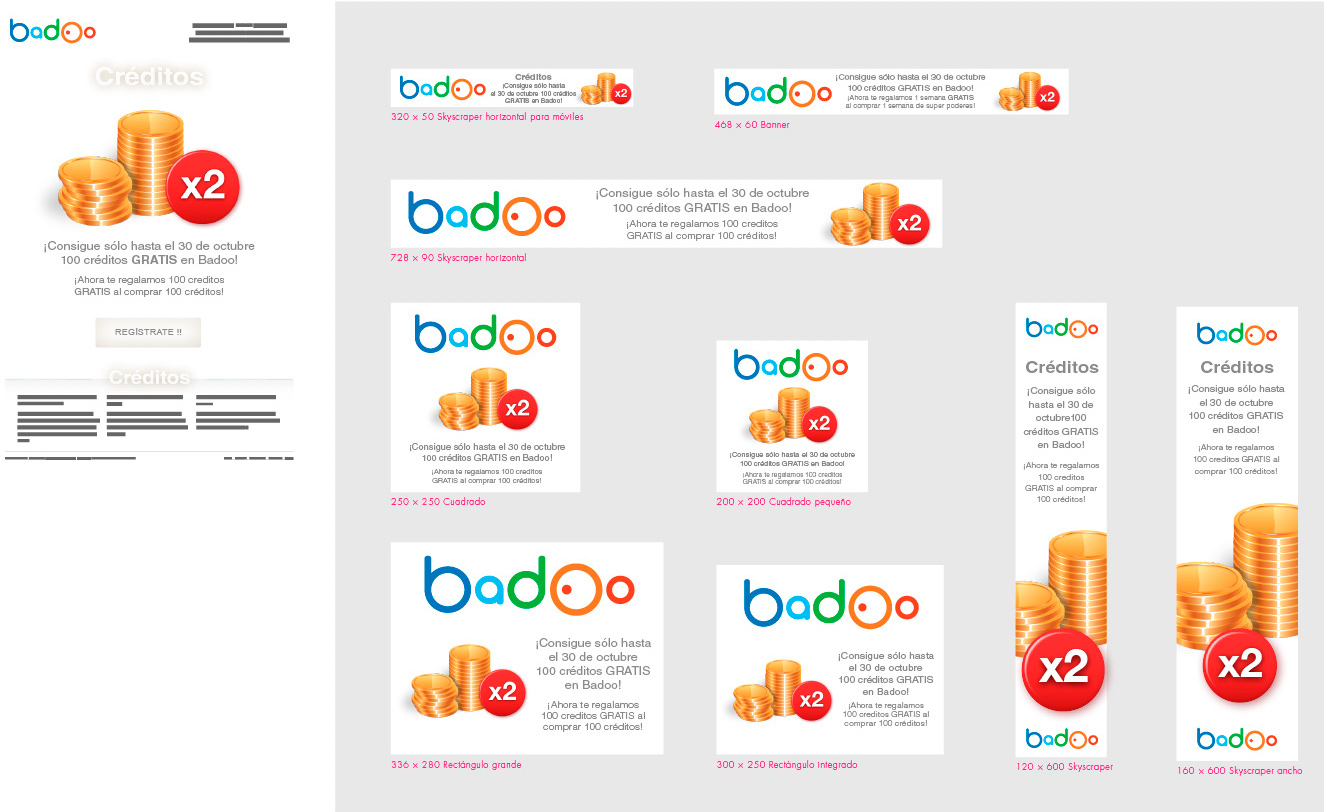 badoo
Créditos
x2
¡Consigue sólo hasta el 30 de octubre
100 créditos GRATIS en Badoo!
¡Ahora te regalamos 100 creditos
GRATIS al comprar 100 créditos!
REGÍSTRATE !!
Créditos
badoo
Créditos
¡Consigue sólo hasta
el 30 de octubre 100 créditos
GRATIS en Badoo!
x2
320 × 50 Skyscraper horizontal para móviles
badoo
¡Consigue sólo hasta el 30 de octubre
100 créditos GRATIS en Badoo!
¡Ahora te regalamos 1 semana GRATIS
al comprar 1 semana de super poderes!
x2
468 × 60 Banner
badoo
¡Consigue sólo hasta el 30 de octubre
100 créditos GRATIS en Badoo!
¡Ahora te regalamos 100 creditos
GRATIS al comprar 100 créditos!
x2
728 × 90 Skyscraper horizontal
badoo
x2
¡Consigue sólo hasta el 30 de octubre
100 créditos GRATIS en Badoo!
¡Ahora te regalamos 100 creditos
GRATIS al comprar 100 créditos!
250 × 250 Cuadrado
badoo
x2
¡Consigue sólo hasta el 30 de octubre
100 créditos GRATIS en Badoo!
¡Ahora te regalamos 100 creditos
GRATIS al comprar 100 créditos!
200 × 200 Cuadrado pequeño
badoo
Créditos
¡Consigue sólo
hasta el 30 de
octubre100
créditos GRATIS
en Badoo!
¡Ahora te regalamos
100 creditos
GRATIS al comprar
100 créditos!
x2
badoo
120 × 600 Skyscraper
badoo
Créditos
¡Consigue sólo hasta
el 30 de octubre
100 créditos GRATIS
en Badoo!
¡Ahora te regalamos
100 creditos GRATIS al
comprar 100 créditos!
x2
badoo
160 × 600 Skyscraper ancho
badoo
x2
¡Consigue sólo hasta
el 30 de octubre
100 créditos GRATIS
en Badoo!
¡Ahora te regalamos
100 creditos GRATIS al
comprar 100 créditos!
336 × 280 Rectángulo grande
badoo
x2
¡Consigue sólo hasta
el 30 de octubre
100 créditos GRATIS
en Badoo!
¡Ahora te regalamos
100 creditos GRATIS al
comprar 100 créditos!
300 × 250 Rectángulo integrado